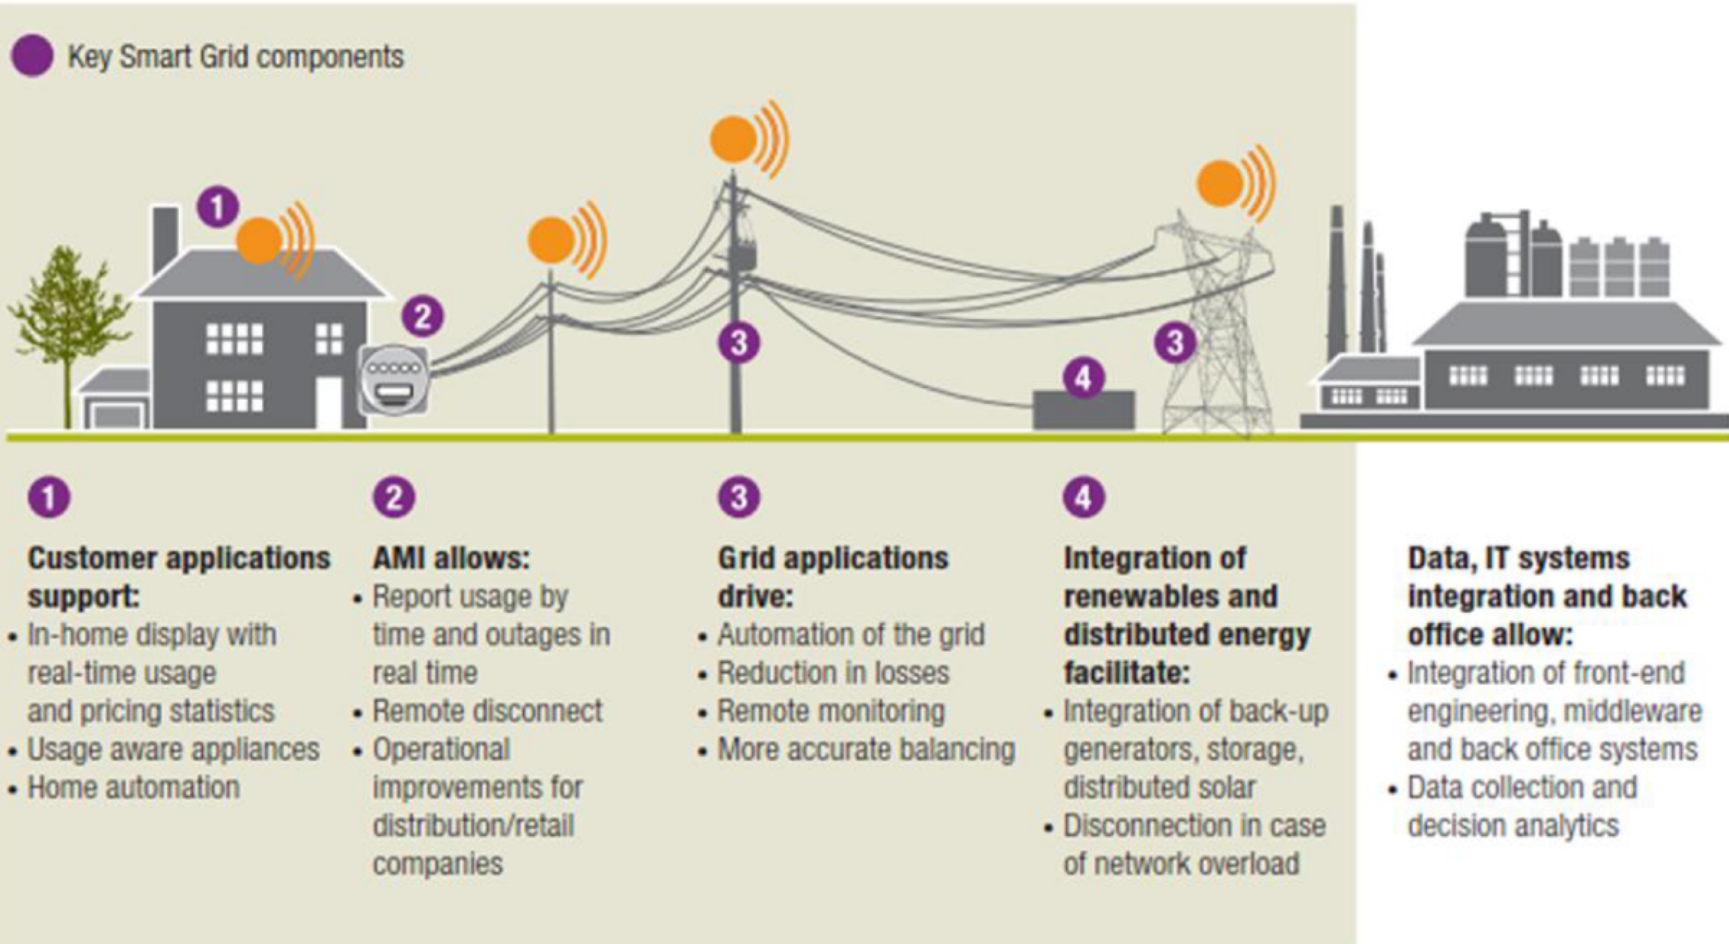 Key Smart Grid components
1
2
3
3
4
1
Customer applications
support:
• In-home display with
real-time usage
and pricing statistics
• Usage aware appliances
• Home automation
2
AMI allows:
• Report usage by
time and outages in
real time
• Remote disconnect
• Operational
improvements for
distribution/retail
companies
3
Grid applications
drive:
• Automation of the grid
• Reduction in losses
• Remote monitoring
• More accurate balancing
4
Integration of
renewables and
distributed energy
facilitate:
• Integration of back-up
generators, storage,
distributed solar
• Disconnection in case
of network overload
Data, IT systems
integration and back
office allow:
• Integration of front-end
engineering, middleware
and back office systems
• Data collection and
decision analytics